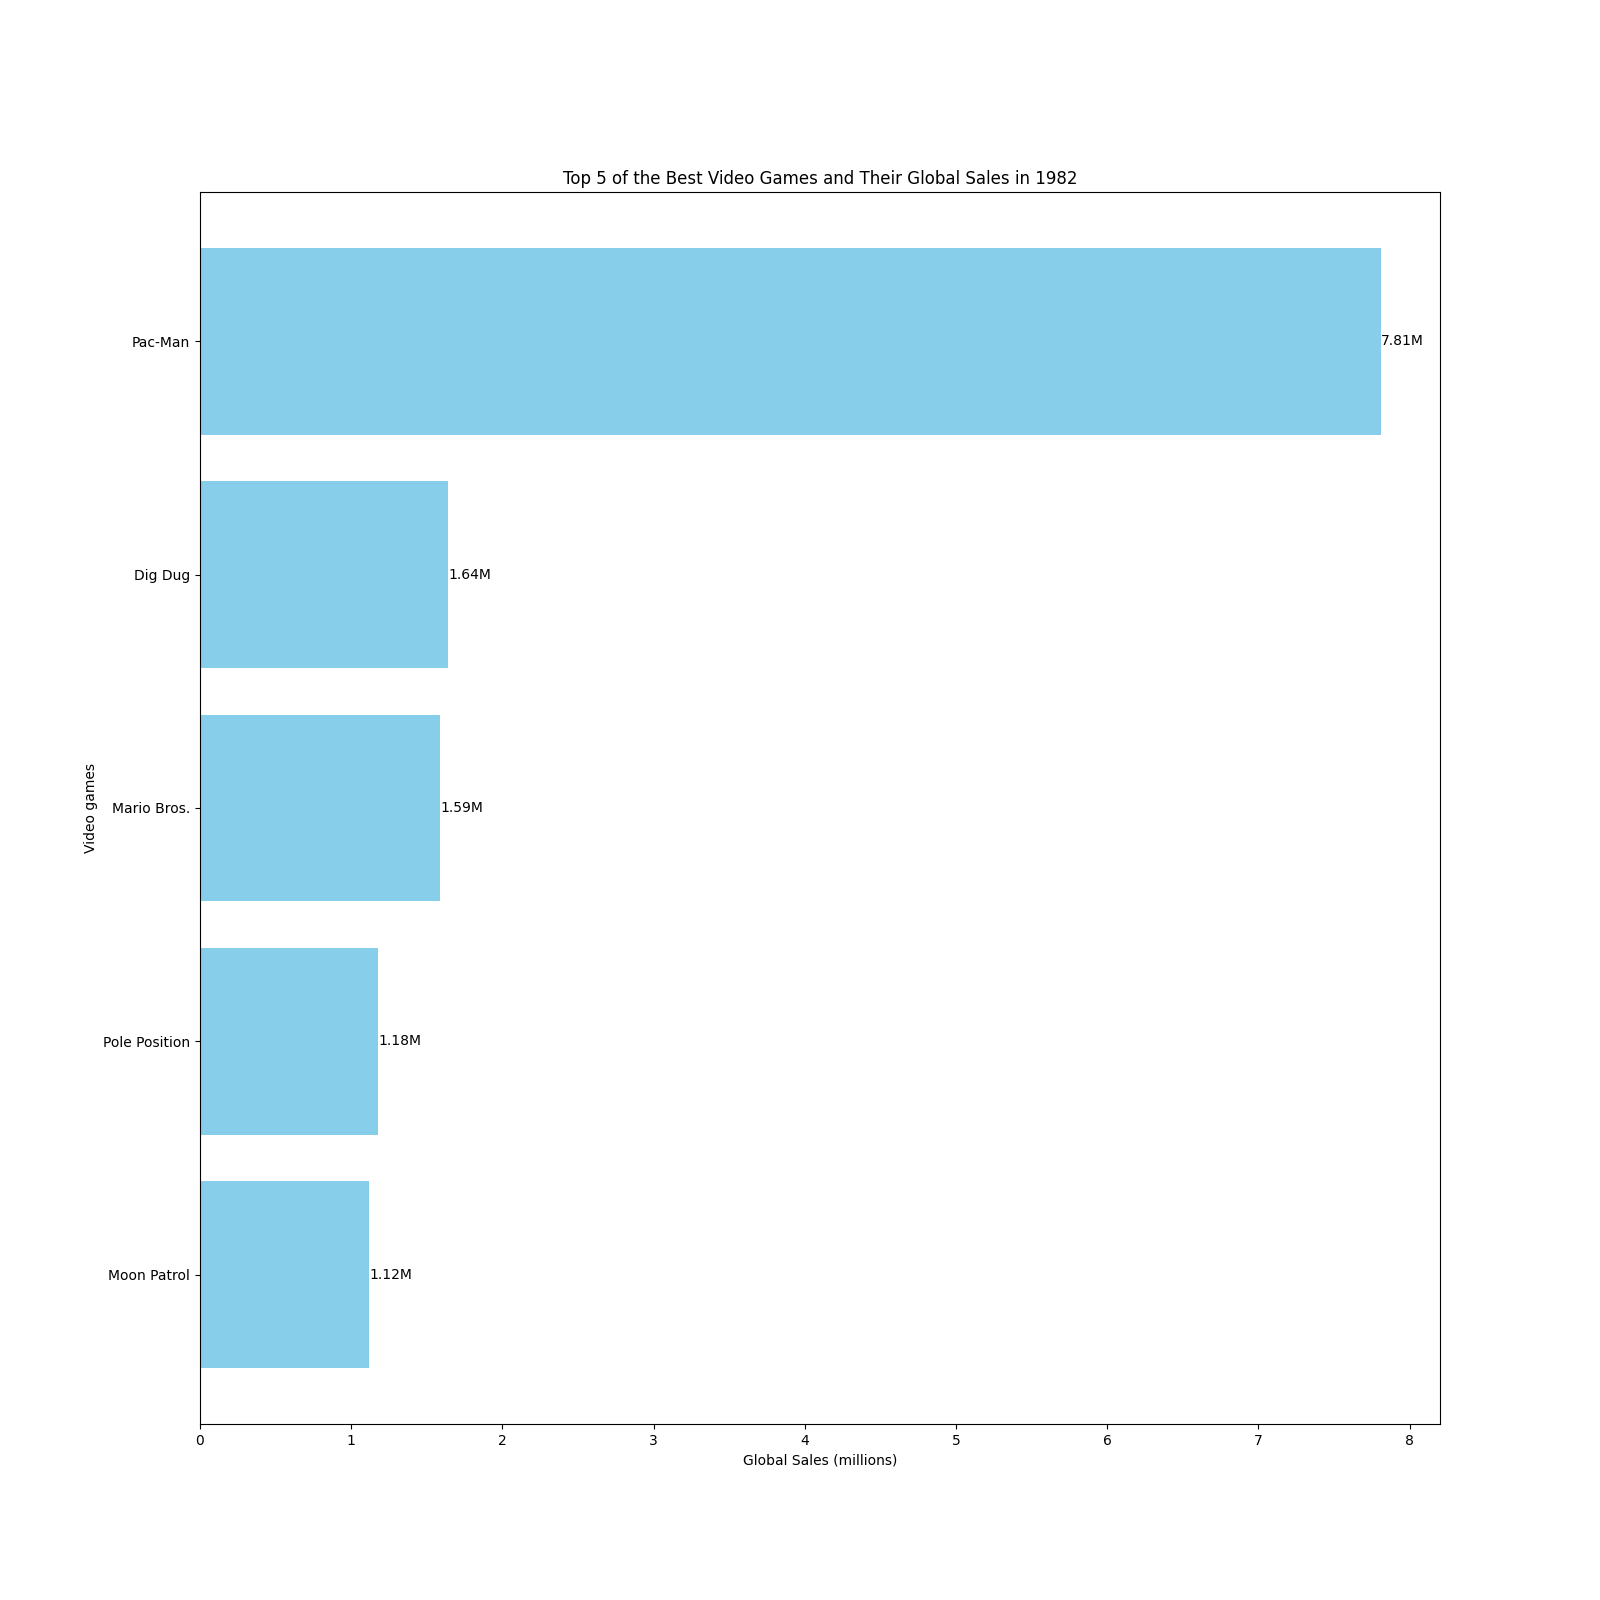 Top 5 of the Best Video Games and Their Global Sales in 1982
Pac-Man
7.81M
Dig Dug
1.64M
Mario Bros.
1.59M
Pole Position
1.18M
Moon Patrol
1.12M
Video games
0 1 2 3 4 5 6 7 8
Global Sales (millions)